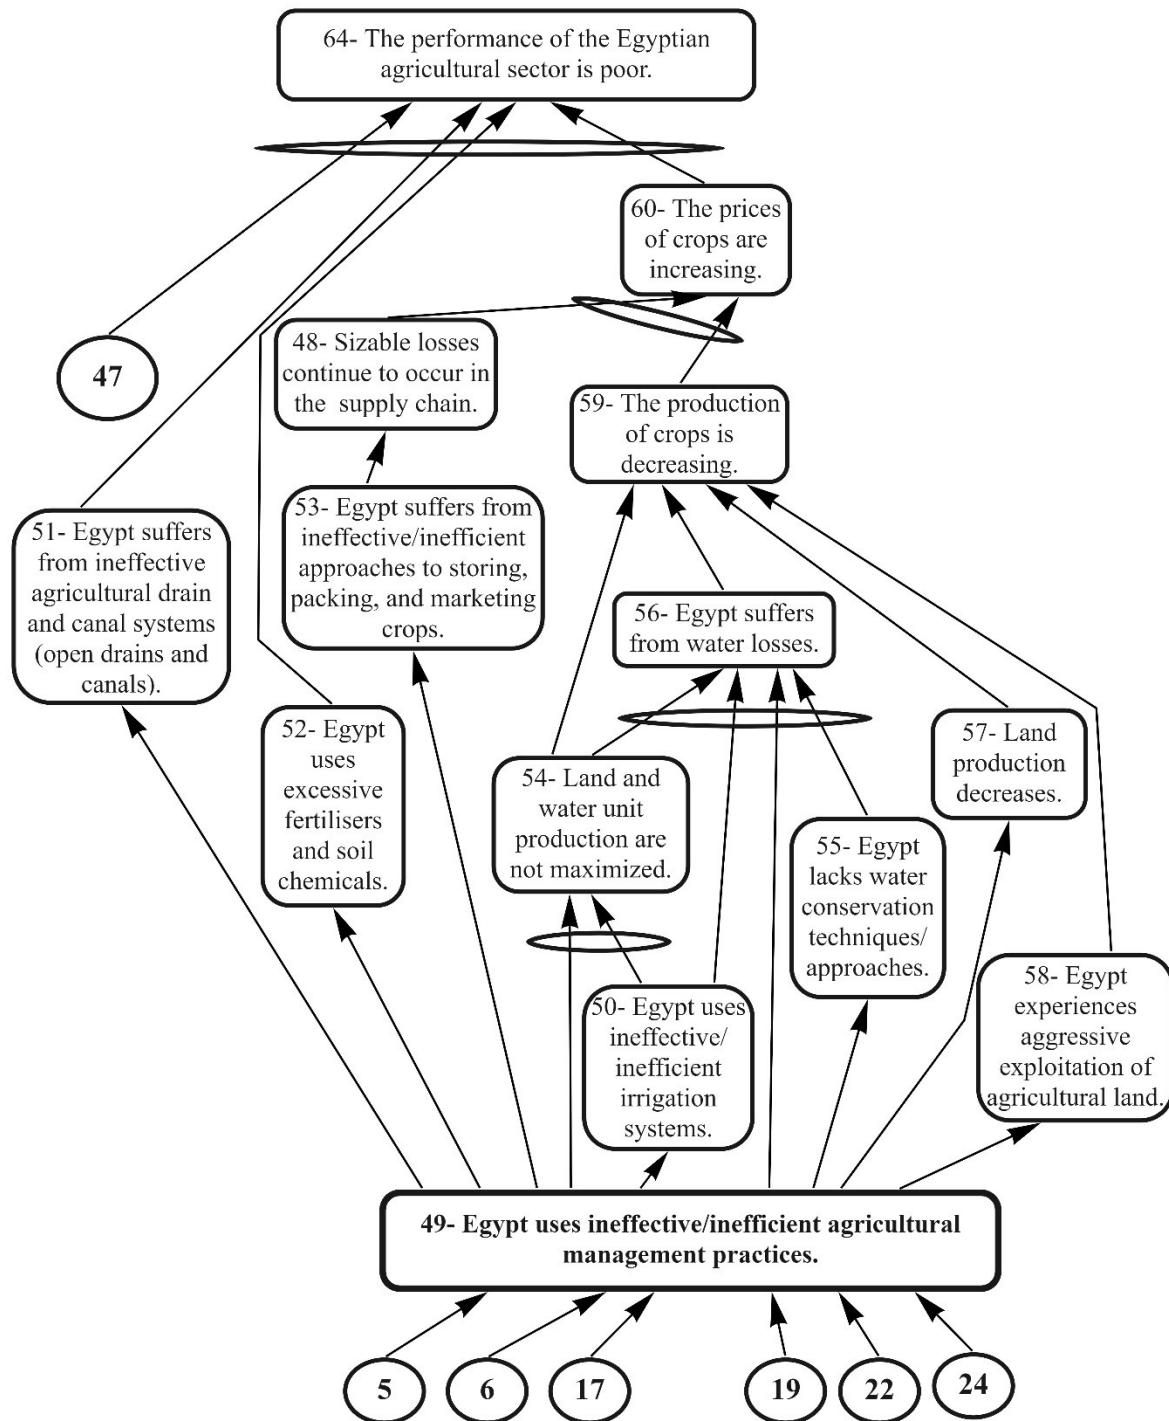 64- The performance of the Egyptian
agricultural sector is poor.
60- The prices
of crops are
increasing.
47
48- Sizable losses
continue to occur in
the supply chain.
59- The production
of crops is
decreasing.
51- Egypt suffers
from ineffective
agricultural drain
and canal systems
(open drains and
canals).
53- Egypt suffers from
ineffective/inefficient
approaches to storing,
packing, and marketing
crops.
56- Egypt suffers
from water losses.
52- Egypt
uses
excessive
fertilisers
and soil
chemicals.
54- Land and
water unit
production are
not maximized.
57- Land
production
decreases.
55- Egypt
lacks water
conservation
techniques/
approaches.
50- Egypt uses
ineffective/
inefficient
irrigation
systems.
58- Egypt
experiences
aggressive
exploitation of
agricultural land.
49- Egypt uses ineffective/inefficient agricultural
management practices.
5
6
17
19
22
24